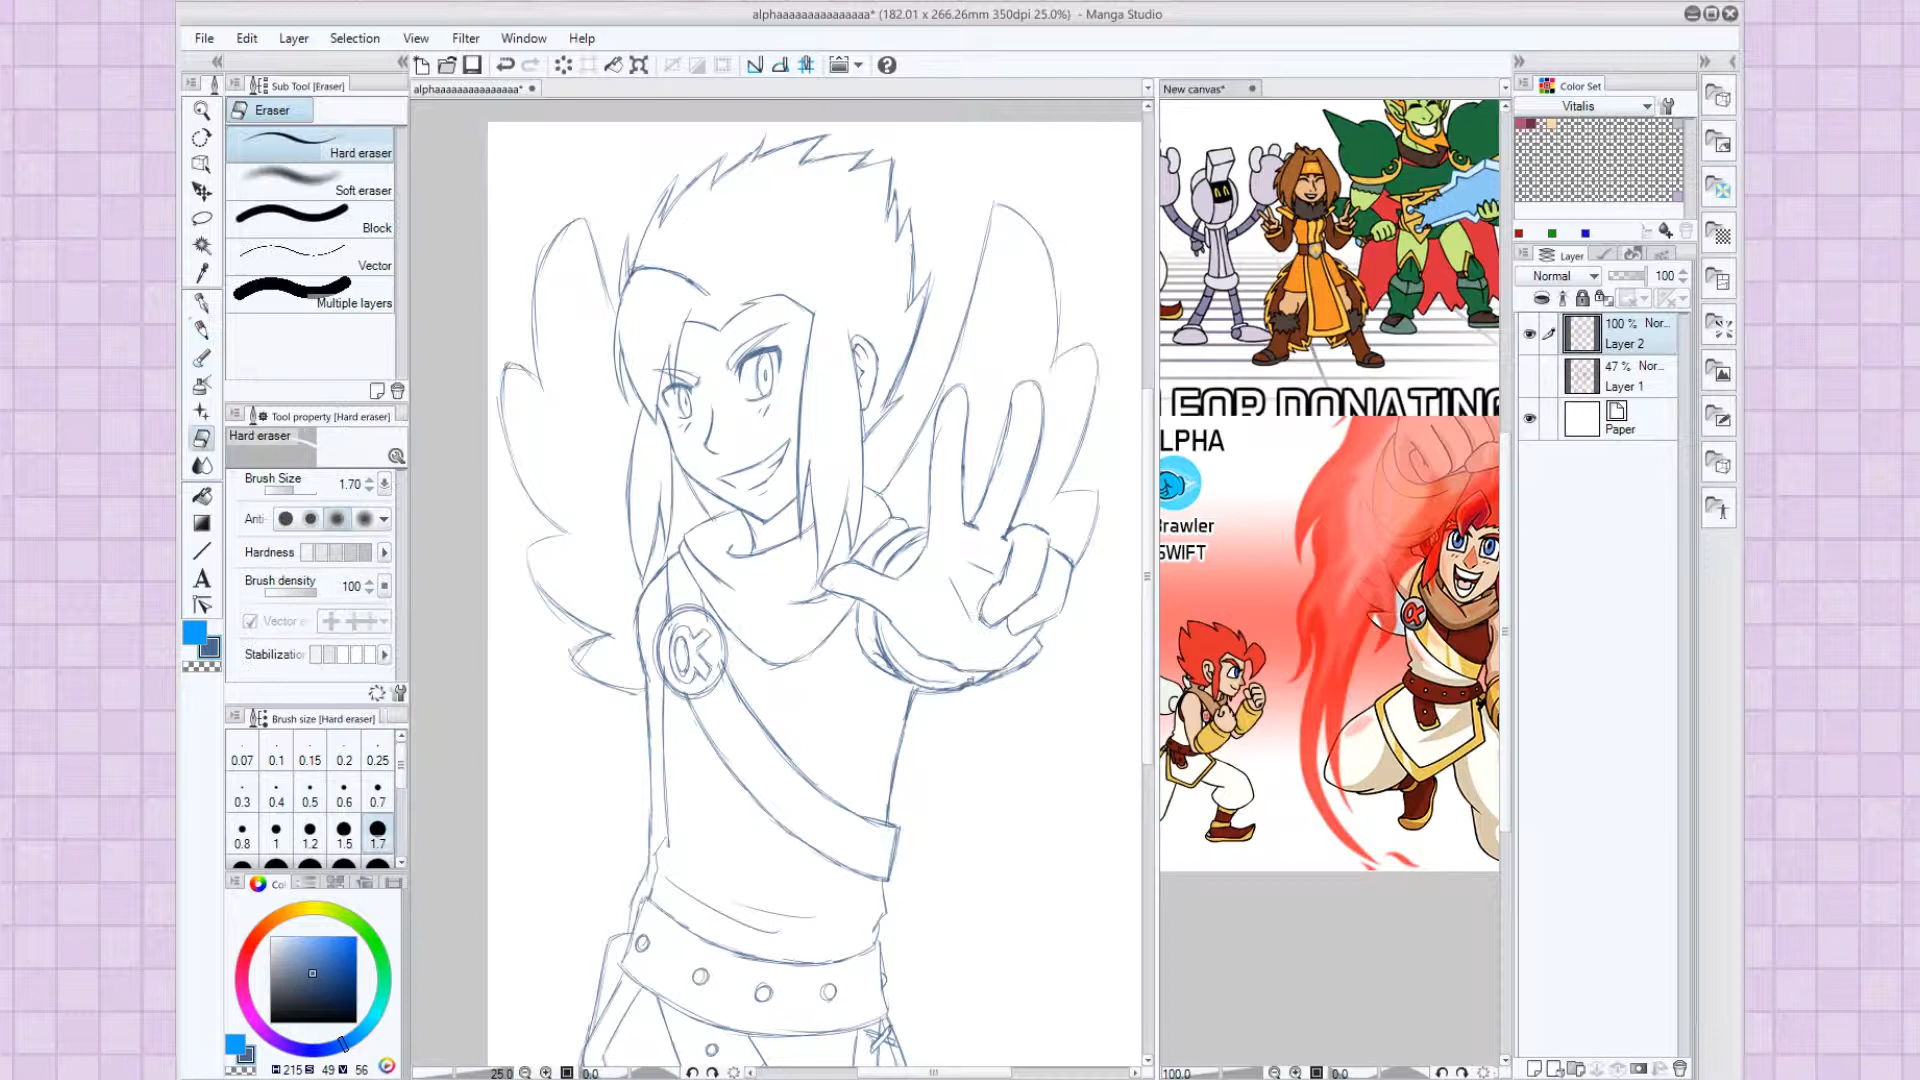 alphaaaaaaaaaaaaaaaa* (182.01 x 266.26mm 350dpi 25.0%) - Manga Studio
File Edit Layer Selection View Filter Window Help
Sub Tool [Eraser]
Eraser
Hard eraser
Soft eraser
Block
Vector
Multiple layers
Tool property [Hard eraser]
Hard eraser
Brush Size 1.70
Anti-
Hardness
Brush density 100
Vector e
Stabilization
Brush size [Hard eraser]
0.07 0.1 0.15 0.2 0.25
0.3 0.4 0.5 0.6 0.7
0.8 1 1.2 1.5 1.7
Col
H 215 S 49 V 56
alphaaaaaaaaaaaaaaaa*
α
25.0 0.0
New canvas*
FOR DONATING
LPHA
Brawler
SWIFT
α
100.0 0.0
Color Set
Vitalis
Layer
Normal 100
100 % Nor...
Layer 2
47 % Nor...
Layer 1
Paper